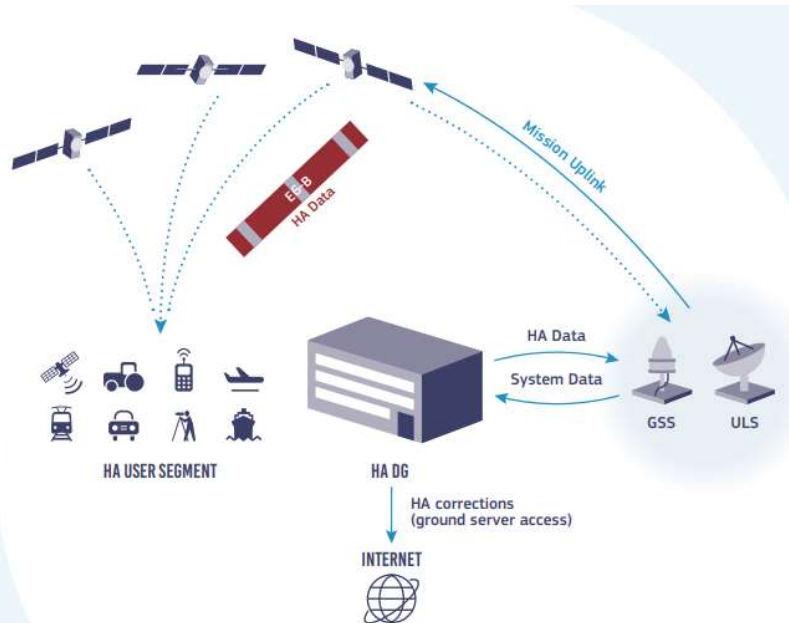 Mission Uplink
E6-B
HA Data
HA Data
System Data
GSS
ULS
HA USER SEGMENT
HA DG
HA corrections
(ground server access)
INTERNET